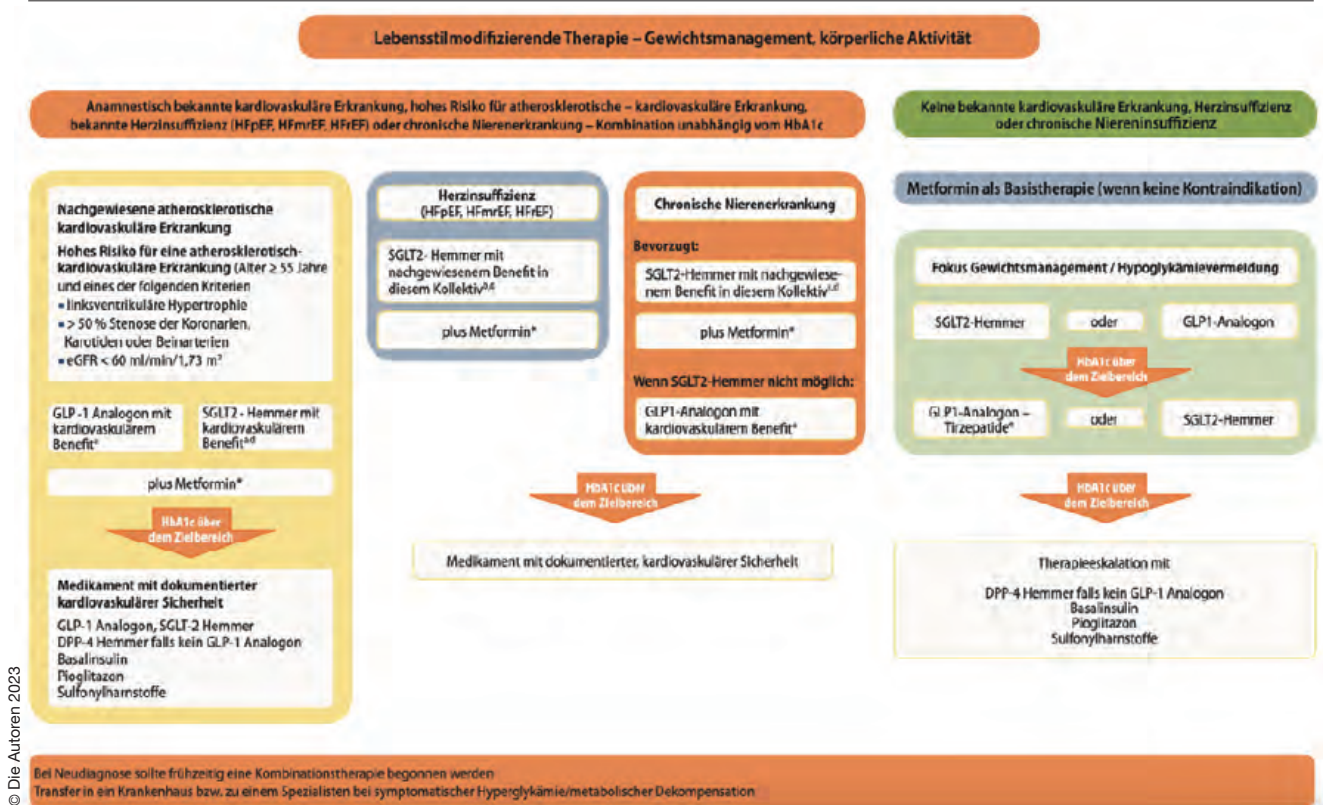 Lebensstilmodifizierende Therapie – Gewichtsmanagement, körperliche Aktivität
Anamnestisch bekannte kardiovaskuläre Erkrankung, hohes Risiko für atherosklerotische – kardiovaskuläre Erkrankung,
bekannte Herzinsuffizienz (HFpEF, HFmrEF, HFrEF) oder chronische Nierenerkrankung – Kombination unabhängig vom HbA1c
Nachgewiesene atherosklerotische
kardiovaskuläre Erkrankung
Hohes Risiko für eine atherosklerotisch-
kardiovaskuläre Erkrankung (Alter ≥ 55 Jahre
und eines der folgenden Kriterien
▪ linksventrikuläre Hypertrophie
▪ > 50 % Stenose der Koronarien,
Karotiden oder Beinarterien
▪ eGFR < 60 ml/min/1,73 m²
GLP -1 Analogon mit
kardiovaskulärem
Benefit
SGLT2 - Hemmer mit
kardiovaskulärem
Benefit
plus Metformin*
HbA1c über
dem Zielbereich
Medikament mit dokumentierter
kardiovaskulärer Sicherheit
GLP-1 Analogon, SGLT-2 Hemmer
DPP-4 Hemmer falls kein GLP-1 Analogon
Basalinsulin
Pioglitazon
Sulfonylharnstoffe
Herzinsuffizienz
(HFpEF, HFmrEF, HFrEF)
SGLT2- Hemmer mit
nachgewiesenem Benefit in
diesem Kollektiv
plus Metformin*
Chronische Nierenerkrankung
Bevorzugt:
SGLT2-Hemmer mit nachgewiese-
nem Benefit in diesem Kollektiv
plus Metformin*
Wenn SGLT2-Hemmer nicht möglich:
GLP1-Analogon mit
kardiovaskulärem Benefit
HbA1c über
dem Zielbereich
Medikament mit dokumentierter, kardiovaskulärer Sicherheit
Keine bekannte kardiovaskuläre Erkrankung, Herzinsuffizienz
oder chronische Niereninsuffizienz
Metformin als Basistherapie (wenn keine Kontraindikation)
Fokus Gewichtsmanagement / Hypoglykämievermeidung
SGLT2-Hemmer oder GLP1-Analogon
HbA1c über
dem Zielbereich
GLP1-Analogon –
Tirzepatide
oder
SGLT2-Hemmer
HbA1c über
dem Zielbereich
Therapieeskalation mit
DPP-4 Hemmer falls kein GLP-1 Analogon
Basalinsulin
Pioglitazon
Sulfonylharnstoffe
Bei Neudiagnose sollte frühzeitig eine Kombinationstherapie begonnen werden
Transfer in ein Krankenhaus bzw. zu einem Spezialisten bei symptomatischer Hyperglykämie/metabolischer Dekompensation
© Die Autoren 2023